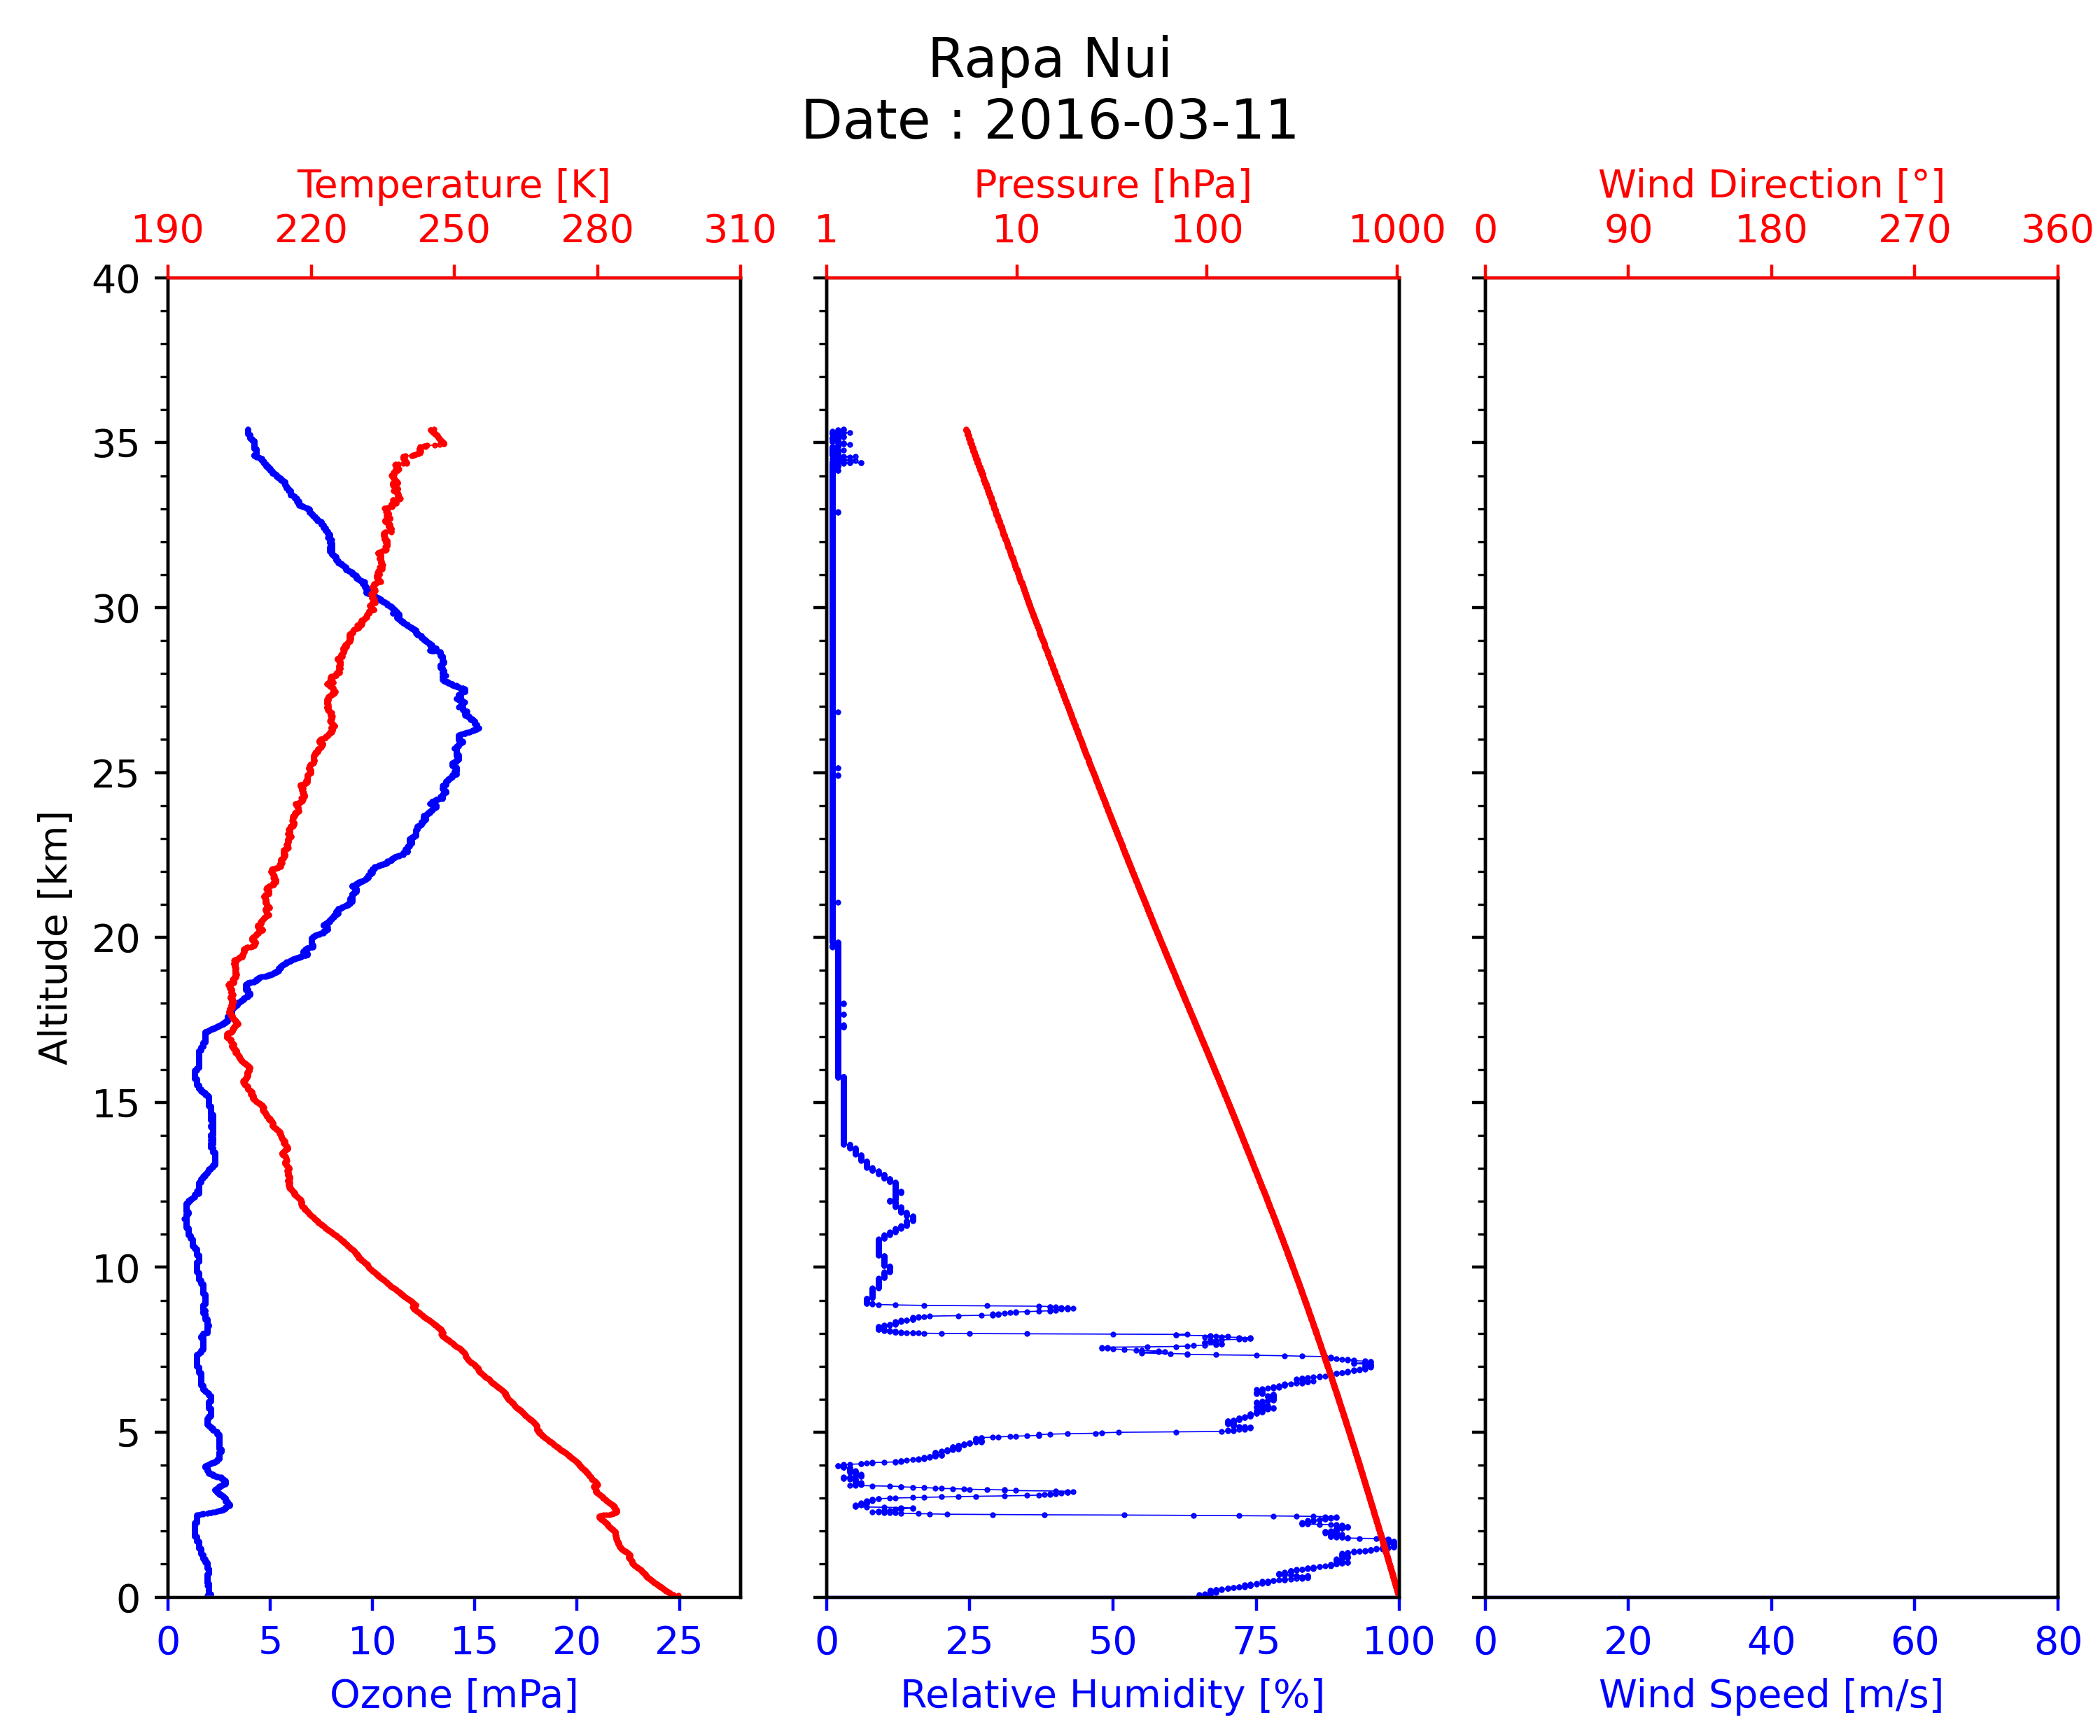 Rapa Nui
Date : 2016-03-11
Temperature [K]
190 220 250 280 310
Pressure [hPa]
1 10 100 1000
Wind Direction [°]
0 90 180 270 360
Altitude [km]
40
35
30
25
20
15
10
5
0
0 5 10 15 20 25
Ozone [mPa]
0 25 50 75 100
Relative Humidity [%]
0 20 40 60 80
Wind Speed [m/s]